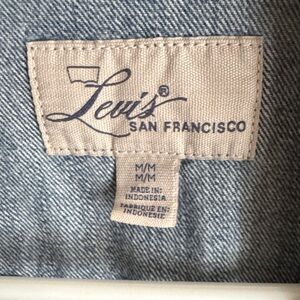 Levi's®
SAN FRANCISCO
M/M
M/M
MADE IN:
INDONESIA
FABRIQUÉ EN:
INDONÉSIE